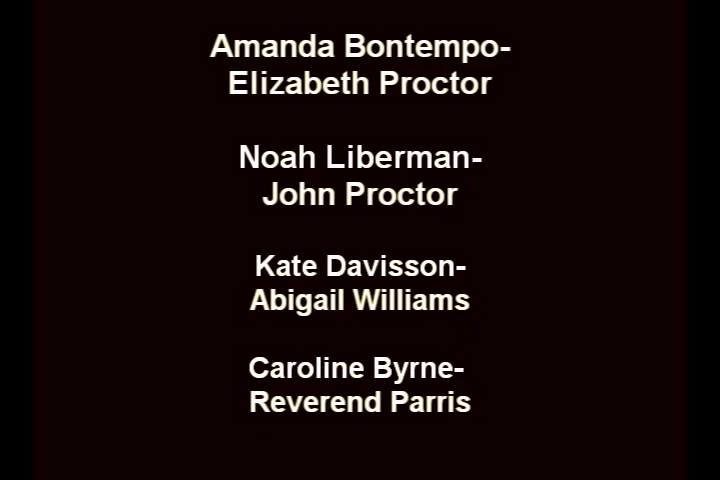 Amanda Bontempo-
Elizabeth Proctor
Noah Liberman-
John Proctor
Kate Davisson-
Abigail Williams
Caroline Byrne-
Reverend Parris